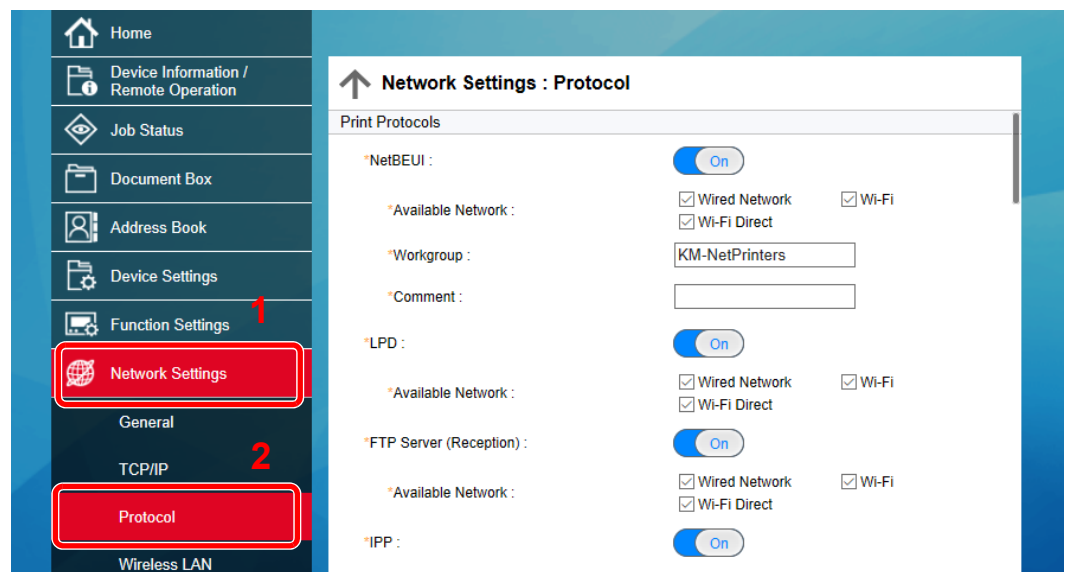 Home
Device Information /
Remote Operation
Job Status
Document Box
Address Book
Device Settings
Function Settings
1
Network Settings
General
TCP/IP
2
Protocol
Wireless LAN
Network Settings : Protocol
Print Protocols
*NetBEUI :
On
*Available Network :
Wired Network
Wi-Fi
Wi-Fi Direct
*Workgroup :
KM-NetPrinters
*Comment :
*LPD :
On
*Available Network :
Wired Network
Wi-Fi
Wi-Fi Direct
*FTP Server (Reception) :
On
*Available Network :
Wired Network
Wi-Fi
Wi-Fi Direct
*IPP :
On